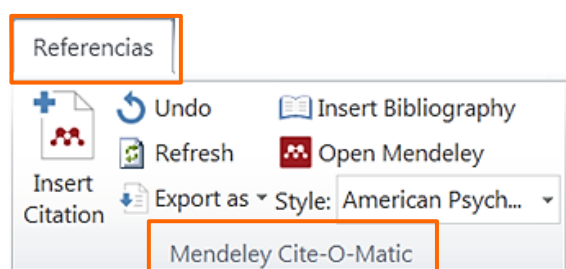 Referencias
Undo
Insert Bibliography
Refresh
Open Mendeley
Insert
Citation
Export as
Style: American Psych...
Mendeley Cite-O-Matic